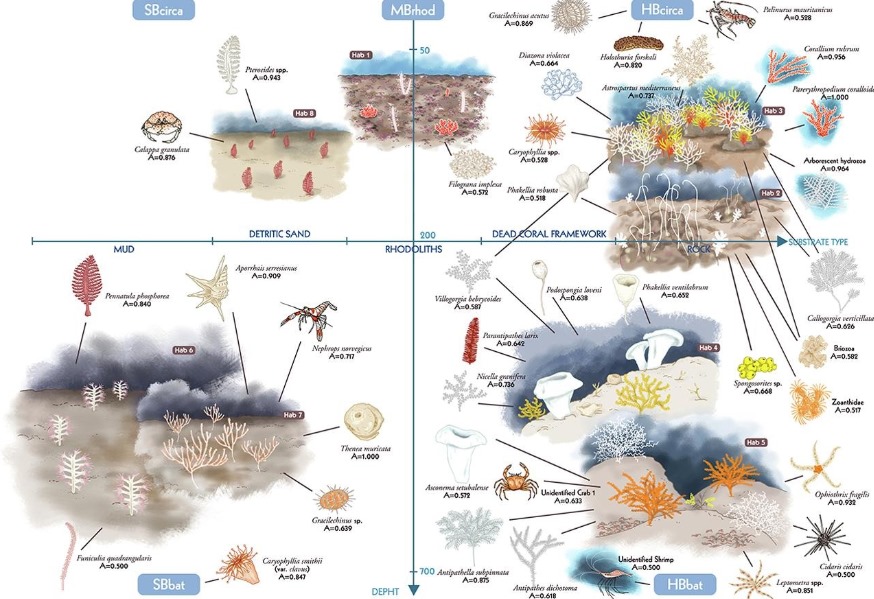 SBcirca
MBrhod
HBcirca
Gracilechinus acutus
A=0.869
Palinurus mauritanicus
A=0.528
50
Hab 1
Holothuria forskali
A=0.820
Diazona violacea
A=0.664
Corallium rubrum
A=0.956
Pteroides spp.
A=0.943
Astrospartus mediterraneus
A=0.737
Paterythropodium coralloides
A=1.000
Hab 8
Hab 3
Calappa granulata
A=0.876
Caryophyllia spp.
A=0.528
Arborescent hydrozoa
A=0.964
Filograna implexa
A=0.572
Phakellia robusta
A=0.518
Hab 2
DETRITIC SAND
200
DEAD CORAL FRAMEWORK
SUBSTRATE TYPE
MUD
RHODOLITHS
ROCK
Pennatula phosphorea
A=0.840
Aporrhais serresianus
A=0.909
Villogorgia bebrycoides
A=0.587
Podospongia loveni
A=0.638
Phakellia ventilabrum
A=0.652
Callogorgia verticillata
A=0.626
Nephrops norvegicus
A=0.717
Parantipathes larix
A=0.642
Hab 6
Hab 4
Briozoa
A=0.582
Nicella granifera
A=0.736
Spongosorites sp.
A=0.668
Zoanthidae
A=0.517
Hab 7
Thenea muricata
A=1.000
Hab 5
Asconema setubalense
A=0.572
Unidentified Crab 1
A=0.633
Ophiothrix fragilis
A=0.932
Gracilechinus sp.
A=0.639
Funiculia quadrangularis
A=0.500
Caryophyllia smithii
(var. clavus)
A=0.847
Antipathella subpinnata
A=0.875
Unidentified Shrimp
A=0.500
Cidaris cidaris
A=0.500
700
SBbat
DEPHT
Antipathes dichotoma
A=0.618
HBbat
Leptometra spp.
A=0.851